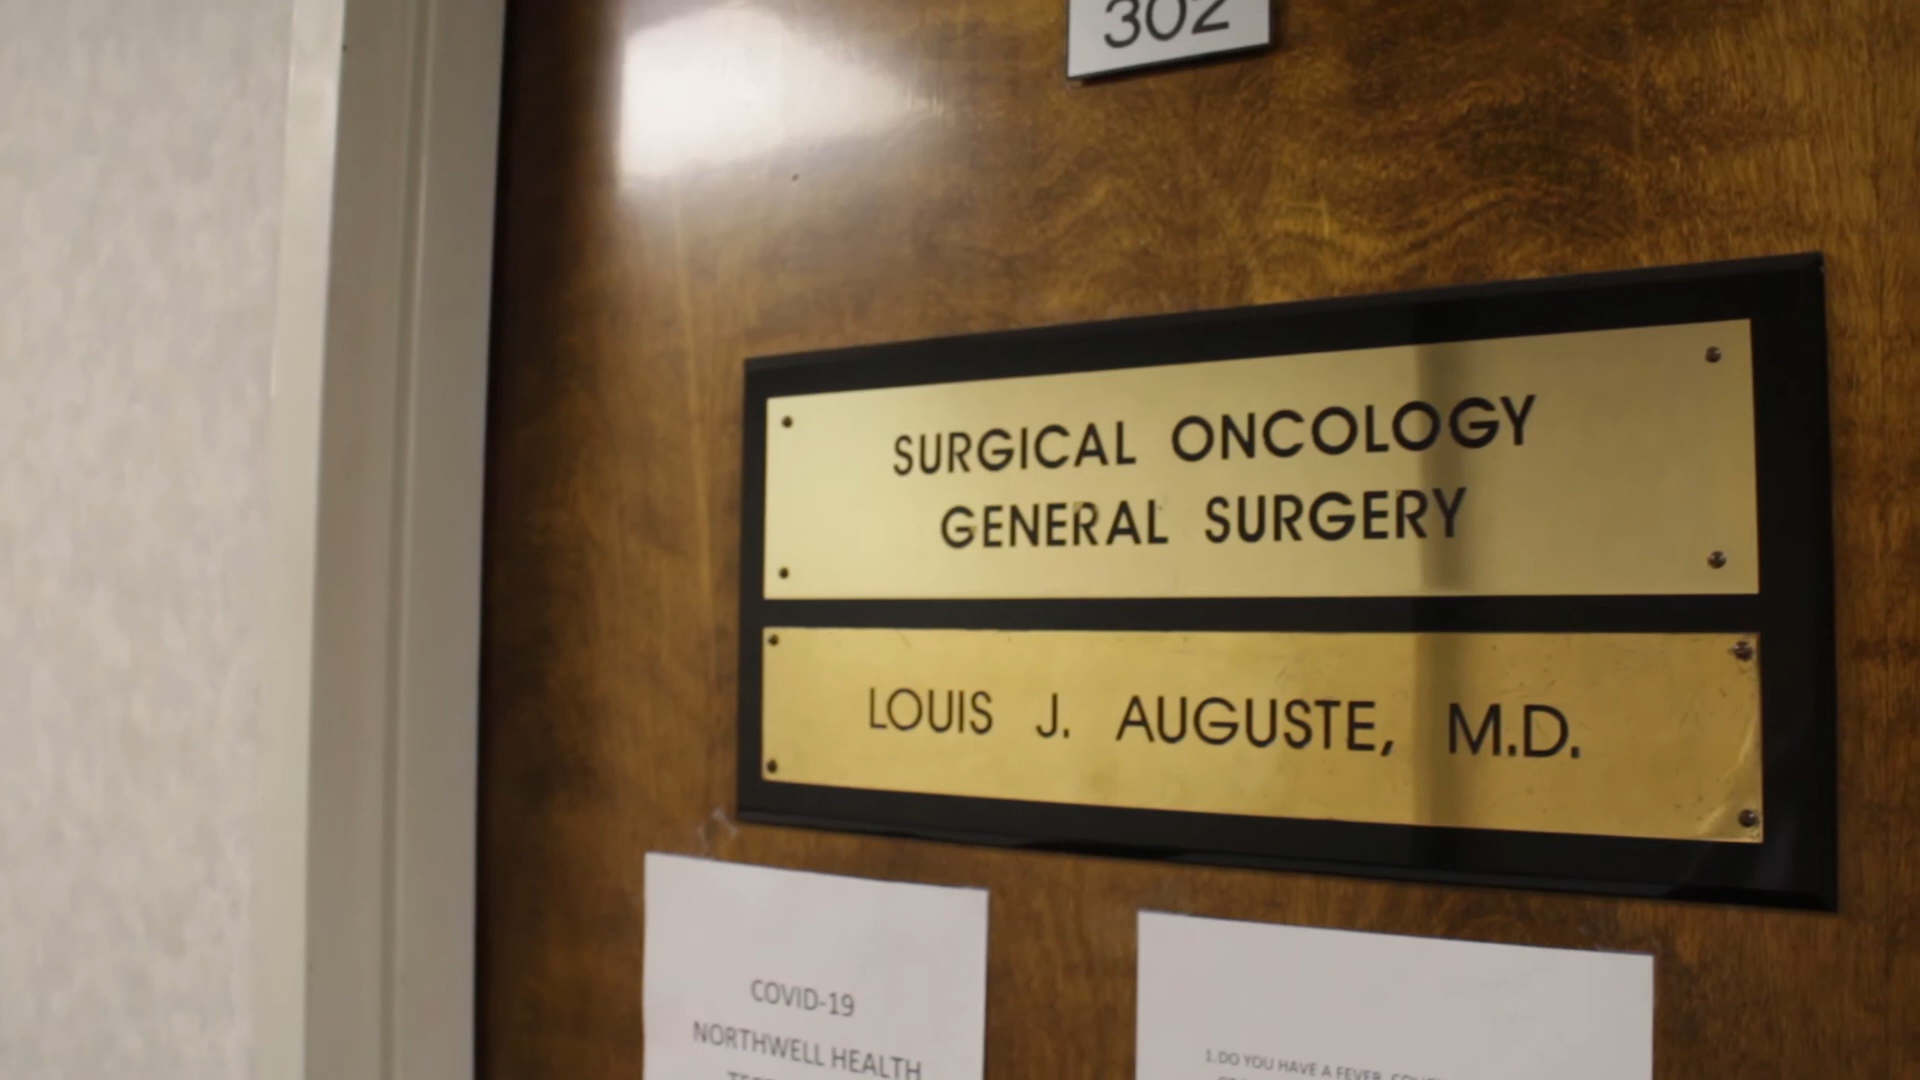 302
SURGICAL ONCOLOGY
GENERAL SURGERY
LOUIS J. AUGUSTE, M.D.
COVID-19
NORTHWELL HEALTH
1. DO YOU HAVE A FEVER,